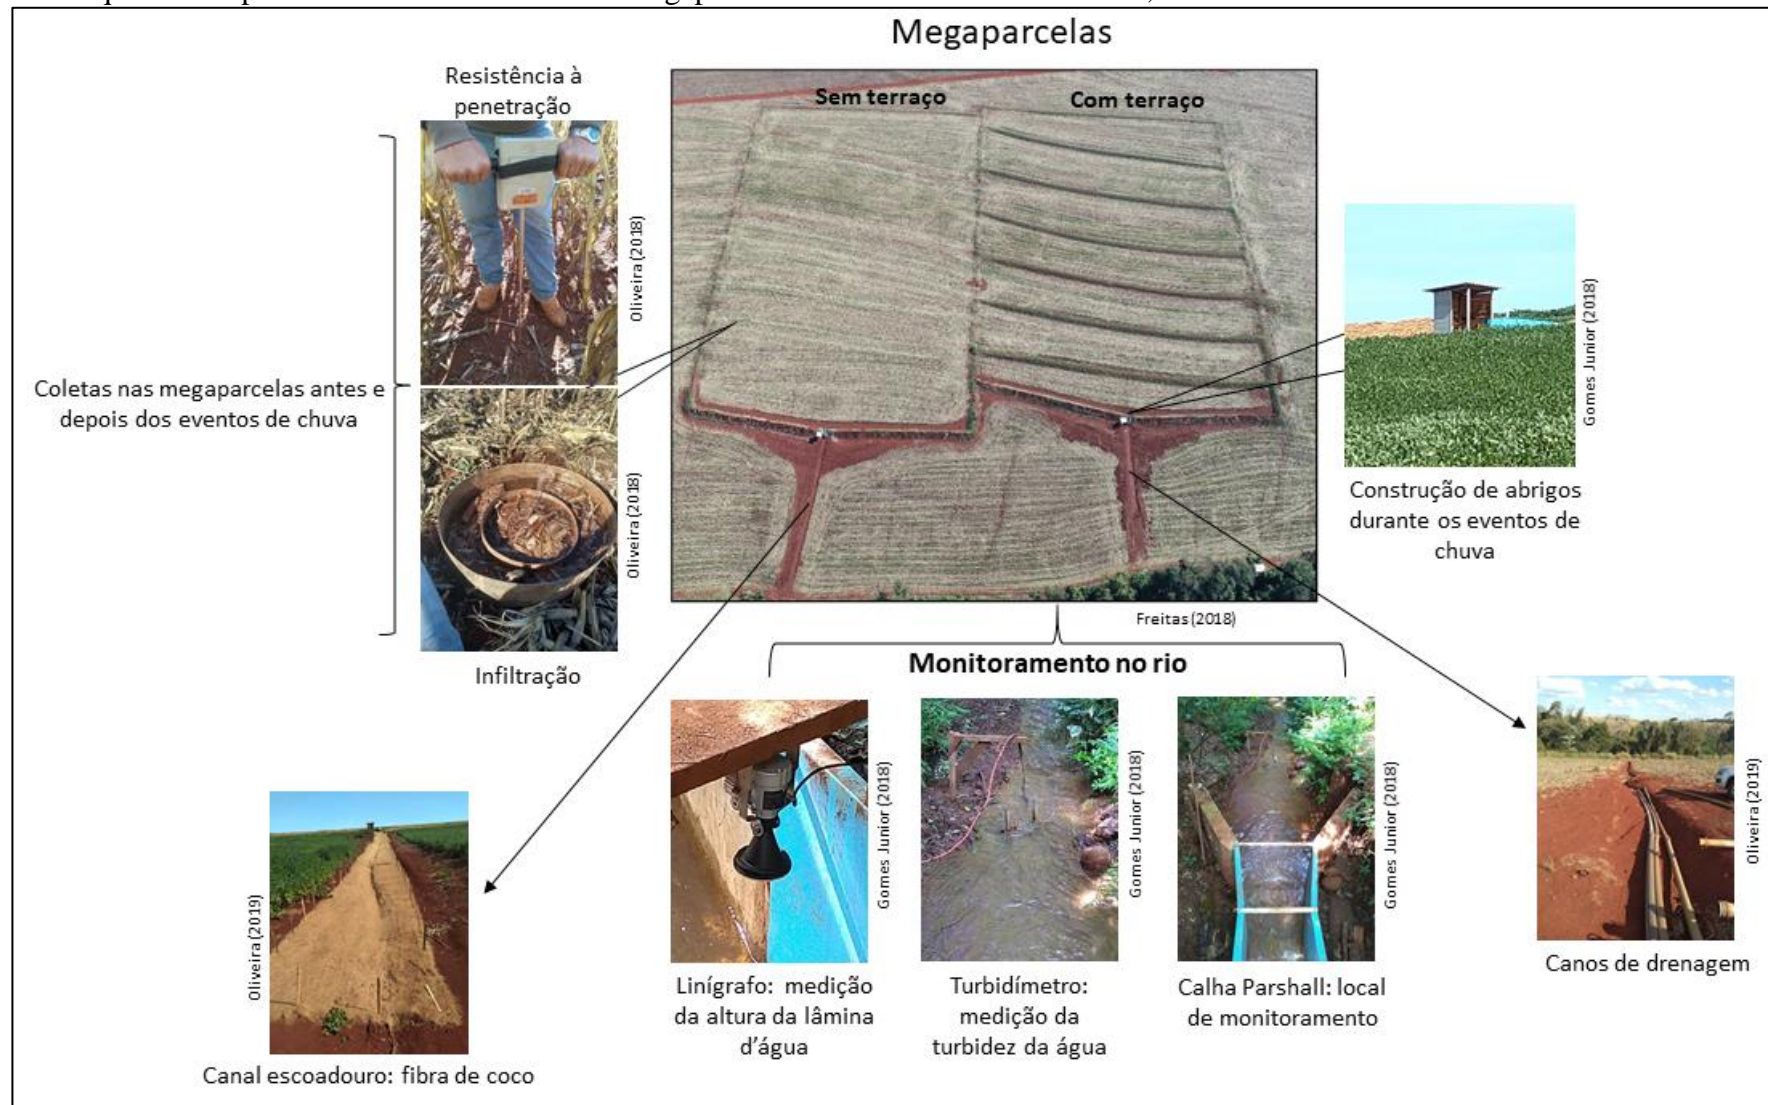 Megaparcelas
Resistência à
penetração
Sem terraço
Com terraço
Oliveira (2018)
Coletas nas megaparcelas antes e
depois dos eventos de chuva
Oliveira (2018)
Infiltração
Gomes Junior (2018)
Construção de abrigos
durante os eventos de
chuva
Freitas (2018)
Monitoramento no rio
Gomes Junior (2018)
Gomes Junior (2018)
Gomes Junior (2018)
Linígrafo: medição
da altura da lâmina
d’água
Turbidímetro:
medição da
turbidez da água
Calha Parshall: local
de monitoramento
Oliveira (2019)
Canos de drenagem
Oliveira (2019)
Canal escoadouro: fibra de coco